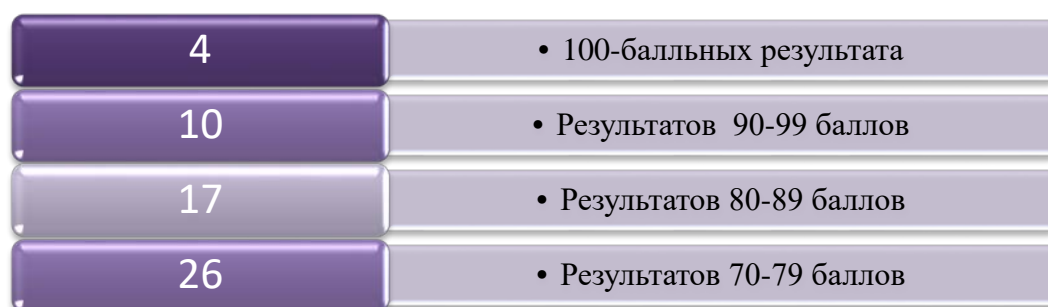 4 • 100-балльных результата
10 • Результатов 90-99 баллов
17 • Результатов 80-89 баллов
26 • Результатов 70-79 баллов